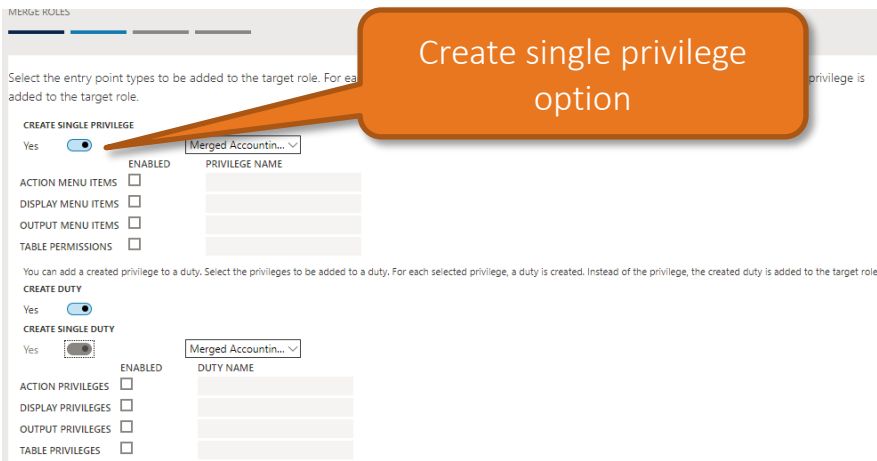 MERGE ROLES
Create single privilege
option
Select the entry point types to be added to the target role. For ea
privilege is
added to the target role.
CREATE SINGLE PRIVILEGE
Yes
Merged Accountin...
ENABLED PRIVILEGE NAME
ACTION MENU ITEMS
DISPLAY MENU ITEMS
OUTPUT MENU ITEMS
TABLE PERMISSIONS
You can add a created privilege to a duty. Select the privileges to be added to a duty. For each selected privilege, a duty is created. Instead of the privilege, the created duty is added to the target role
CREATE DUTY
Yes
CREATE SINGLE DUTY
Yes
Merged Accountin...
ENABLED DUTY NAME
ACTION PRIVILEGES
DISPLAY PRIVILEGES
OUTPUT PRIVILEGES
TABLE PRIVILEGES